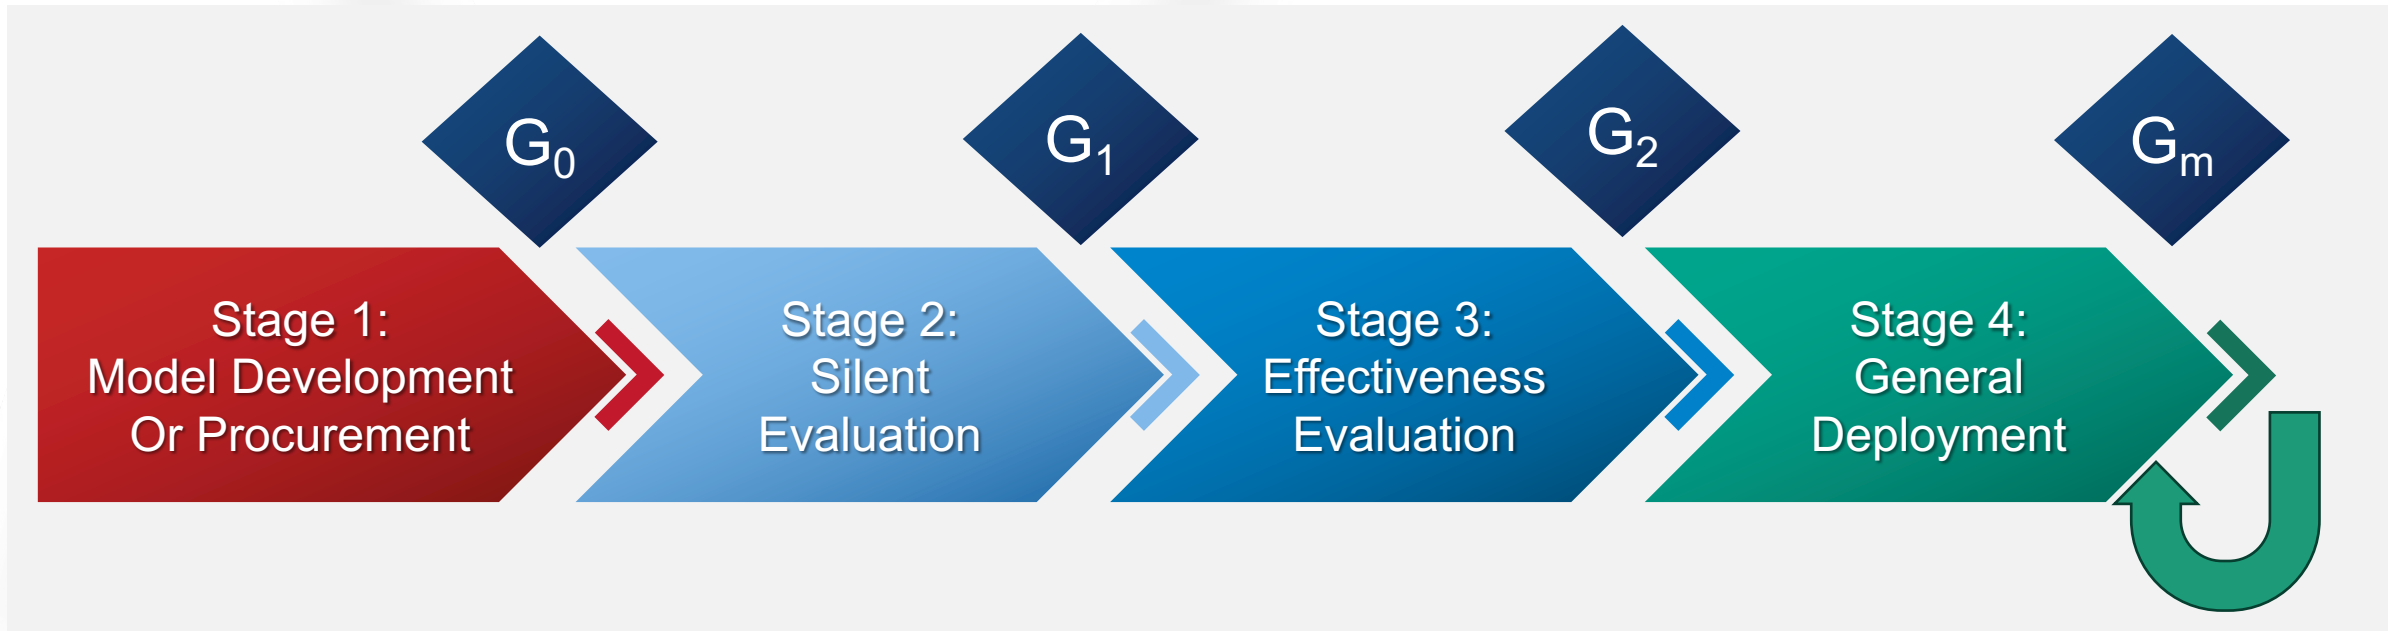 G₀
G₁
G₂
Gₘ
Stage 1:
Model Development
Or Procurement
Stage 2:
Silent
Evaluation
Stage 3:
Effectiveness
Evaluation
Stage 4:
General
Deployment